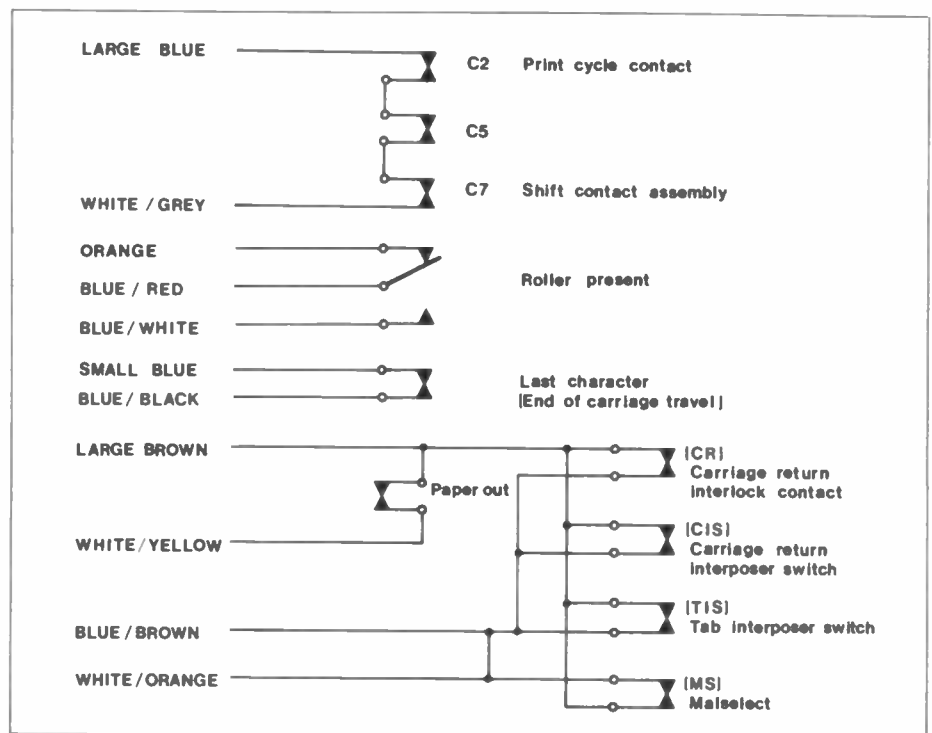 LARGE BLUE
C2 Print cycle contact
C5
C7 Shift contact assembly
WHITE / GREY
ORANGE
BLUE / RED
Roller present
BLUE / WHITE
SMALL BLUE
BLUE / BLACK
Last character
(End of carriage travel)
LARGE BROWN
Paper out
WHITE / YELLOW
(CR)
Carriage return
interlock contact
(CIS)
Carriage return
interposer switch
(TIS)
Tab interposer switch
BLUE / BROWN
WHITE / ORANGE
(MS)
Malselect